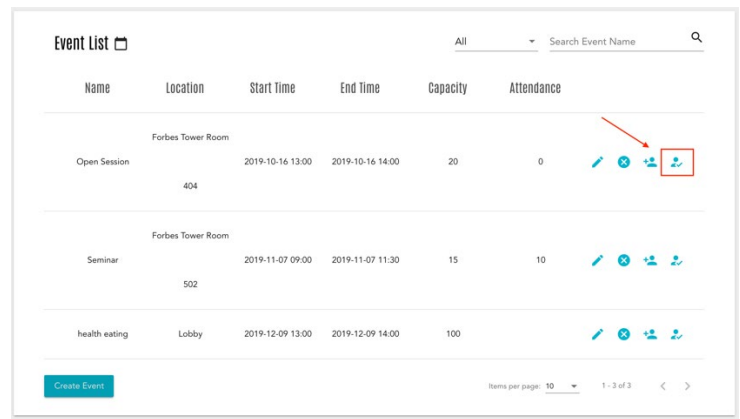 Event List
All
Search Event Name
Name Location Start Time End Time Capacity Attendance
Forbes Tower Room
Open Session 2019-10-16 13:00 2019-10-16 14:00 20 0
404
Forbes Tower Room
Seminar 2019-11-07 09:00 2019-11-07 11:30 15 10
502
health eating Lobby 2019-12-09 13:00 2019-12-09 14:00 100
Create Event
Items per page: 10 1 - 3 of 3